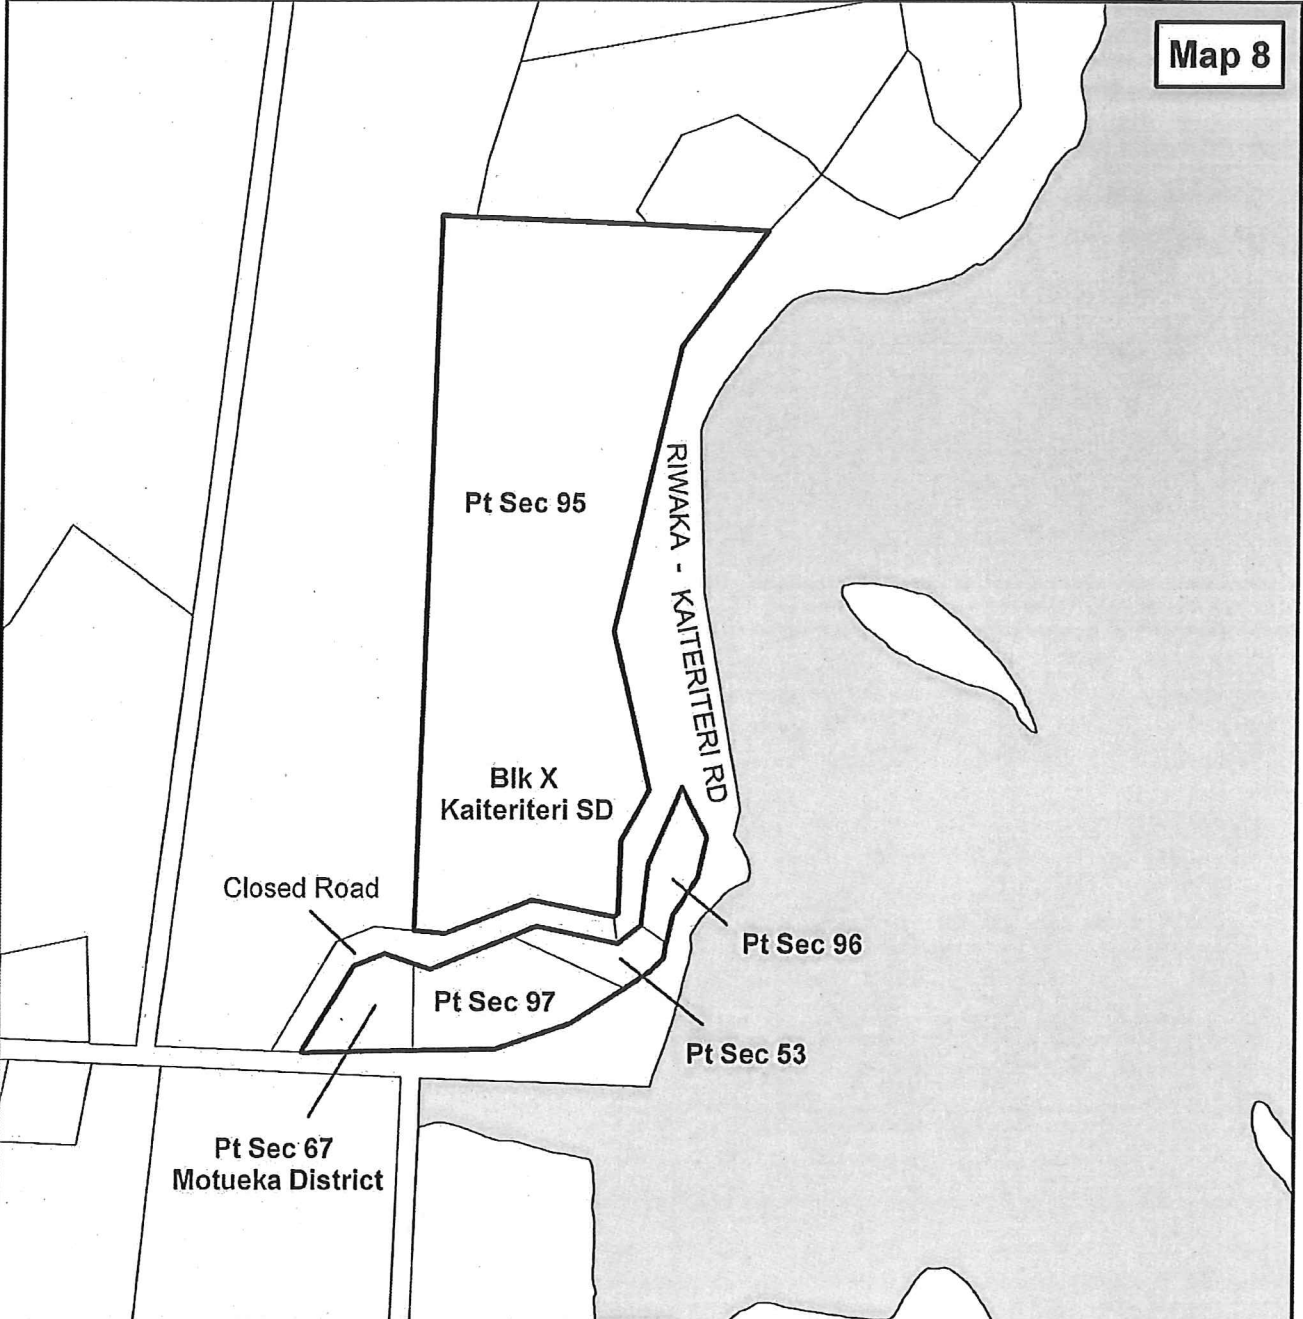 Map 8
RIWAKA - KAITERITERI RD
Pt Sec 95
Blk X
Kaiteriteri SD
Closed Road
Pt Sec 96
Pt Sec 97
Pt Sec 53
Pt Sec 67
Motueka District